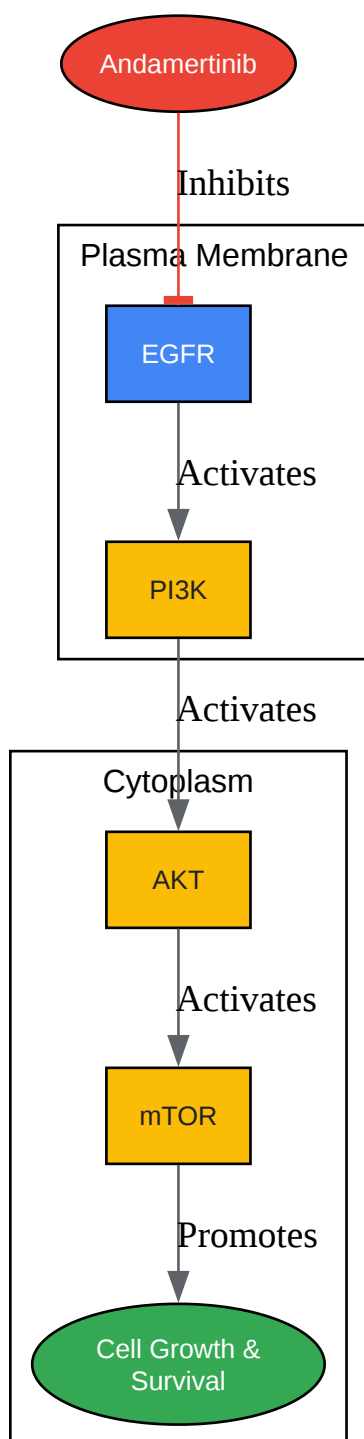 Andamertinib
Inhibits
Plasma Membrane
EGFR
Activates
PI3K
Activates
Cytoplasm
AKT
Activates
mTOR
Promotes
Cell Growth &
Survival